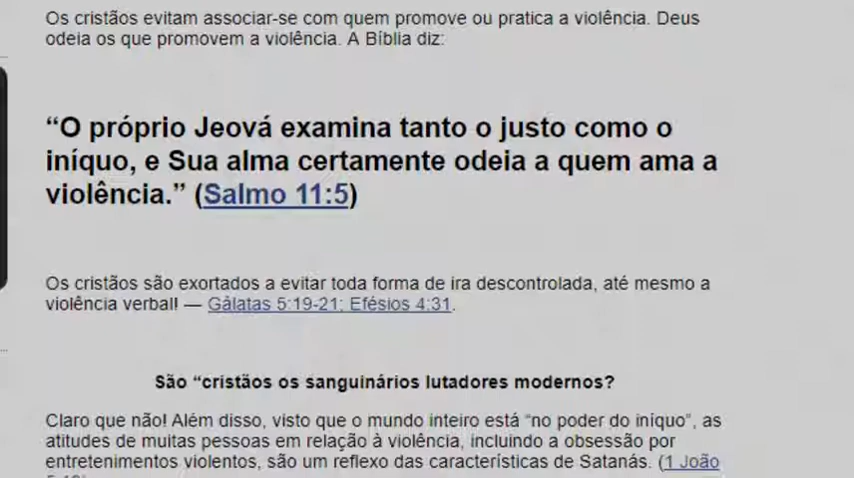 Os cristãos evitam associar-se com quem promove ou pratica a violência. Deus
odeia os que promovem a violência. A Bíblia diz:
“O próprio Jeová examina tanto o justo como o
iníquo, e Sua alma certamente odeia a quem ama a
violência.” (Salmo 11:5)
Os cristãos são exortados a evitar toda forma de ira descontrolada, até mesmo a
violência verbal! — Gálatas 5:19-21; Efésios 4:31.
São “cristãos os sanguinários lutadores modernos?
Claro que não! Além disso, visto que o mundo inteiro está “no poder do iníquo”, as
atitudes de muitas pessoas em relação à violência, incluindo a obsessão por
entretenimentos violentos, são um reflexo das características de Satanás. (1 João